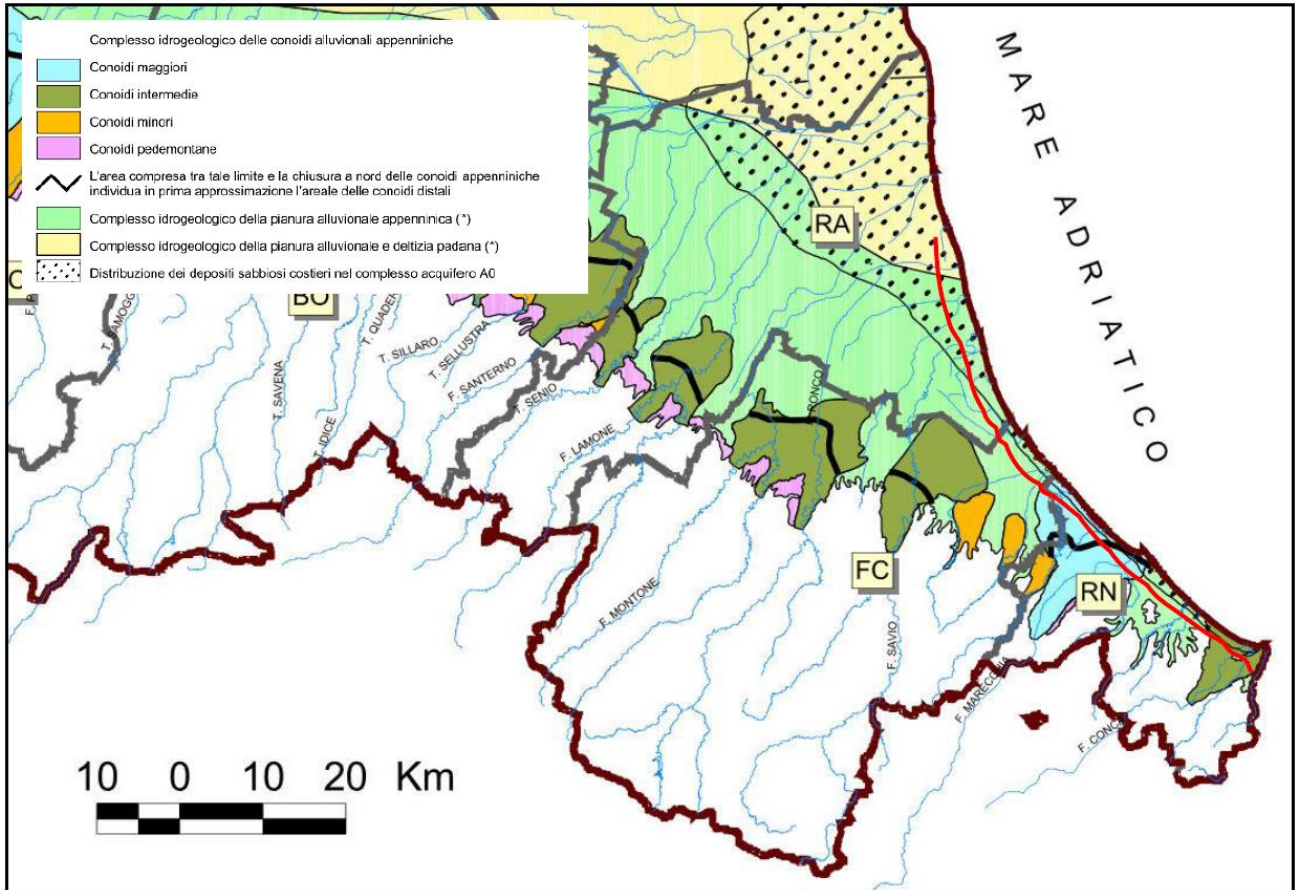 Complesso idrogeologico delle conoidi alluvionali appenniniche
Conoidi maggiori
Conoidi intermedie
Conoidi minori
Conoidi pedemontane
L'area compresa tra tale limite e la chiusura a nord delle conoidi appenniniche
individua in prima approssimazione l'areale delle conoidi distali
Complesso idrogeologico della pianura alluvionale appenninica (*)
Complesso idrogeologico della pianura alluvionale e deltizia padana (*)
Distribuzione dei depositi sabbiosi costieri nel complesso acquifero A0
MARE ADRIATICO
RA
BO
T. SAVENA
T. IDICE
T. SILLARO
T. SELLUSTRA
F. SANTERNO
T. SENIO
F. LAMONE
RONCO
F. MONTONE
FC
F. SAVIO
RN
F. MARECCHIA
10 0 10 20 Km